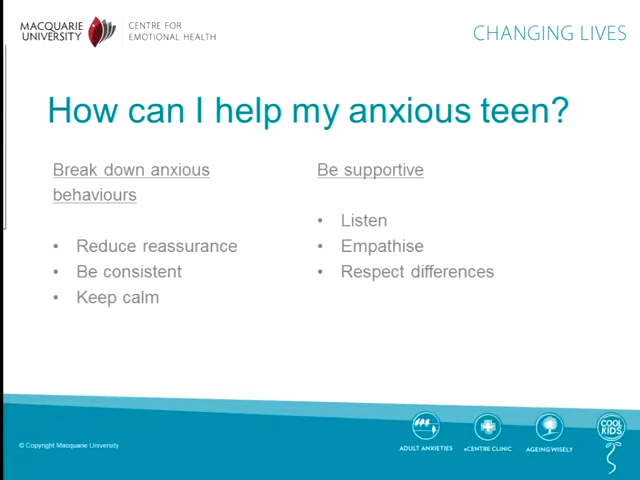 MACQUARIE
UNIVERSITY
CENTRE FOR
EMOTIONAL HEALTH
CHANGING LIVES
How can I help my anxious teen?
Break down anxious
behaviours
• Reduce reassurance
• Be consistent
• Keep calm
Be supportive
• Listen
• Empathise
• Respect differences
© Copyright Macquarie University
ADULT ANXIETIES
eCENTRE CLINIC
AGEING WISELY
COOL
KIDS